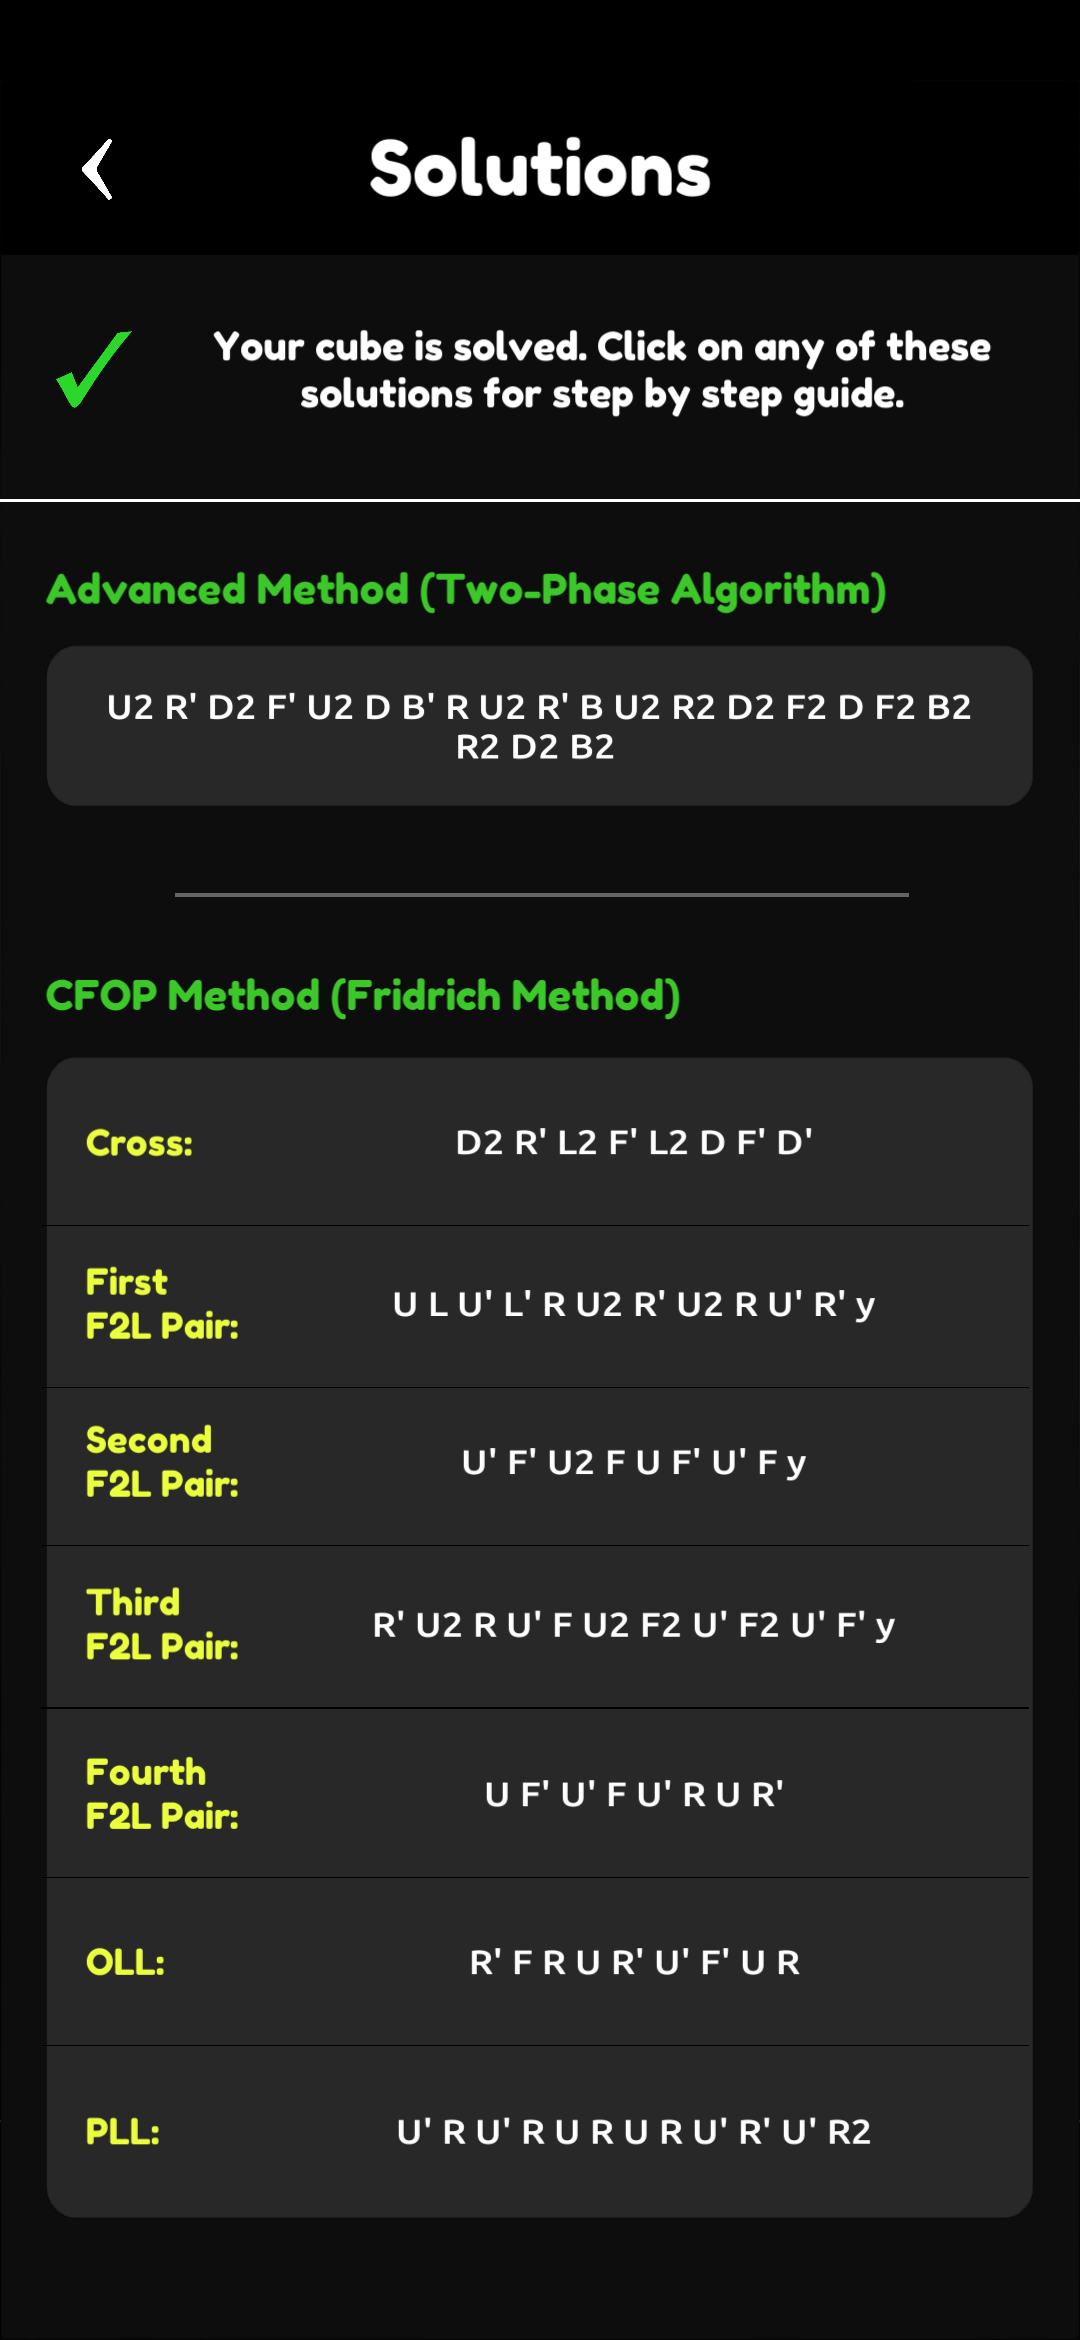 Solutions
Your cube is solved. Click on any of these
solutions for step by step guide.
Advanced Method (Two-Phase Algorithm)
U2 R' D2 F' U2 D B' R U2 R' B U2 R2 D2 F2 D F2 B2
R2 D2 B2
CFOP Method (Fridrich Method)
Cross:
D2 R' L2 F' L2 D F' D'
First
F2L Pair:
U L U' L' R U2 R' U2 R U' R' y
Second
F2L Pair:
U' F' U2 F U F' U' F y
Third
F2L Pair:
R' U2 R U' F U2 F2 U' F2 U' F' y
Fourth
F2L Pair:
U F' U' F U' R U R'
OLL:
R' F R U R' U' F' U R
PLL:
U' R U' R U R U R U' R' U' R2